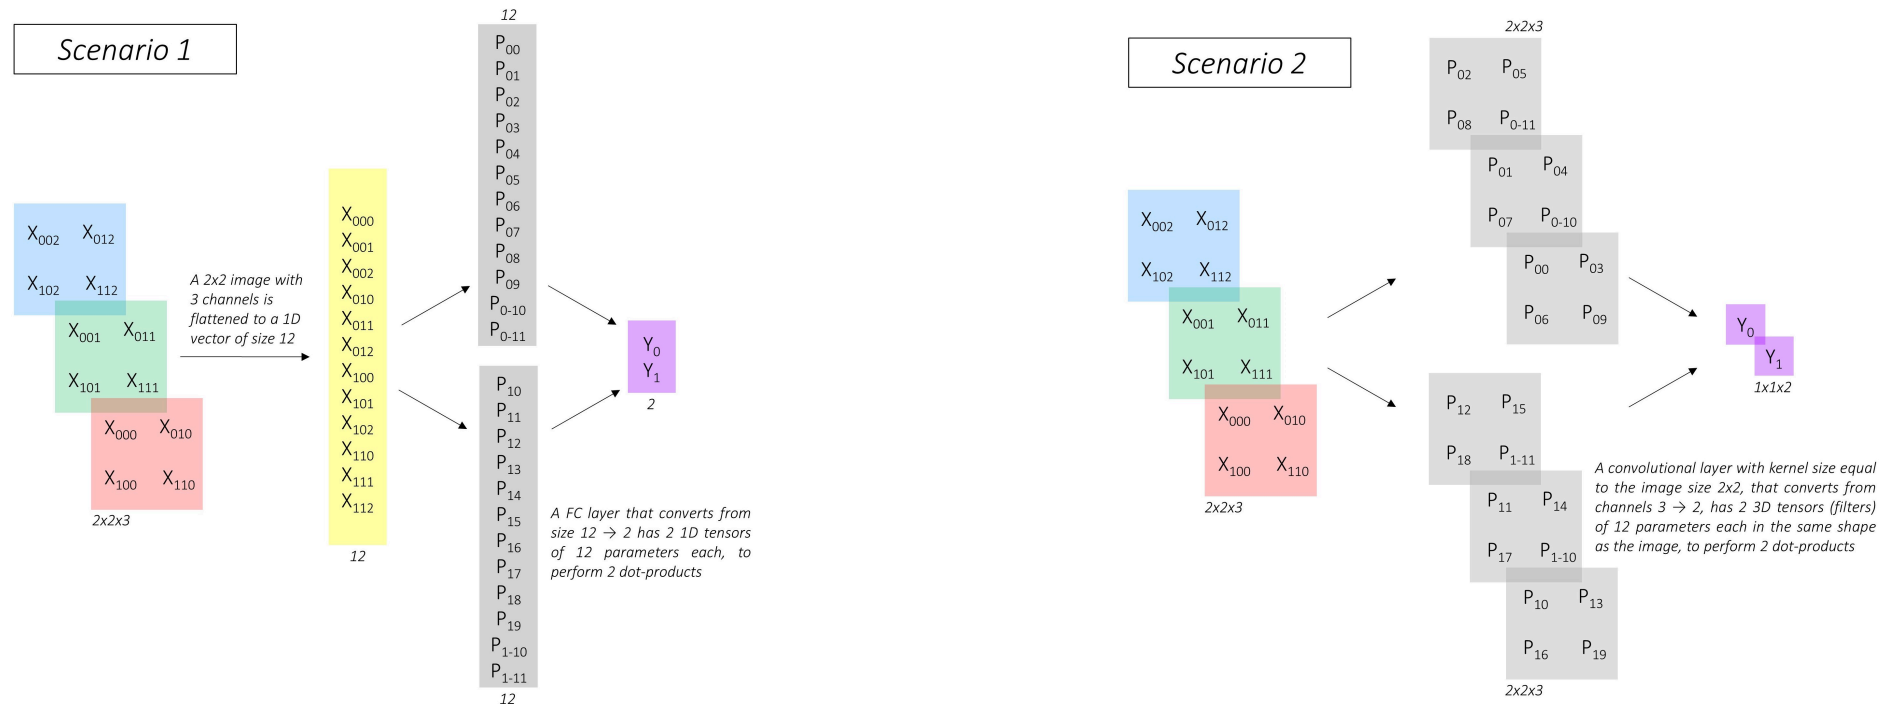 Scenario 1
X002 X012
X102 X112
X001 X011
X101 X111
X000 X010
X100 X110
2x2x3
A 2x2 image with
3 channels is
flattened to a 1D
vector of size 12
X000
X001
X002
X010
X011
X012
X100
X101
X102
X110
X111
X112
12
12
P00
P01
P02
P03
P04
P05
P06
P07
P08
P09
P0-10
P0-11
P10
P11
P12
P13
P14
P15
P16
P17
P18
P19
P1-10
P1-11
12
Y0
Y1
2
A FC layer that converts from
size 12 → 2 has 2 1D tensors
of 12 parameters each, to
perform 2 dot-products
Scenario 2
X002 X012
X102 X112
X001 X011
X101 X111
X000 X010
X100 X110
2x2x3
2x2x3
P02 P05
P08 P0-11
P01 P04
P07 P0-10
P00 P03
P06 P09
P12 P15
P18 P1-11
P11 P14
P17 P1-10
P10 P13
P16 P19
2x2x3
Y0
Y1
1x1x2
A convolutional layer with kernel size equal
to the image size 2x2, that converts from
channels 3 → 2, has 2 3D tensors (filters)
of 12 parameters each in the same shape
as the image, to perform 2 dot-products